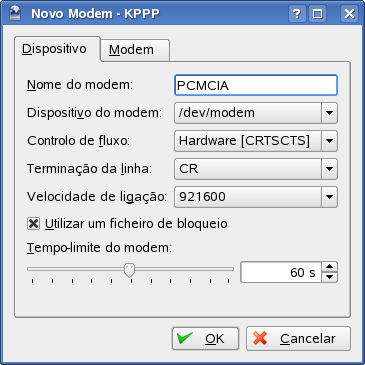 Novo Modem - KPPP
Dispositivo Modem
Nome do modem: PCMCIA
Dispositivo do modem: /dev/modem
Controlo de fluxo: Hardware [CRTSCTS]
Terminação da linha: CR
Velocidade de ligação: 921600
Utilizar um ficheiro de bloqueio
Tempo-limite do modem:
60 s
OK Cancelar